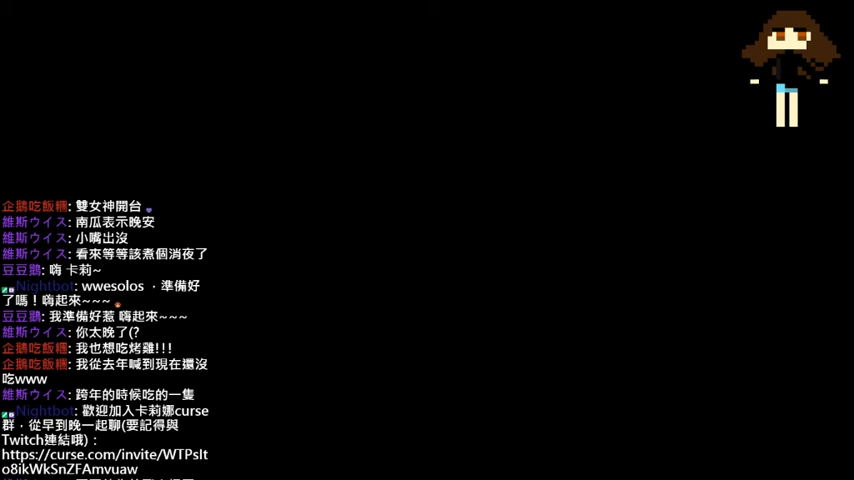 企鵝吃飯糰: 雙女神開台
維斯ウイス: 南瓜表示晚安
維斯ウイス: 小嘴出沒
維斯ウイス: 看來等等該煮個消夜了
豆豆鵝: 嗨 卡莉~
Nightbot: wwesolos ，準備好
了嗎！嗨起來~~~
豆豆鵝: 我準備好惹 嗨起來~~~
維斯ウイス: 你太晚了(?
企鵝吃飯糰: 我也想吃烤雞!!!
企鵝吃飯糰: 我從去年喊到現在還沒
吃www
維斯ウイス: 跨年的時候吃的一隻
Nightbot: 歡迎加入卡莉娜curse
群，從早到晚一起聊(要記得與
Twitch連結哦)：
https://curse.com/invite/WTPslt
o8ikWkSnZFAmvuaw